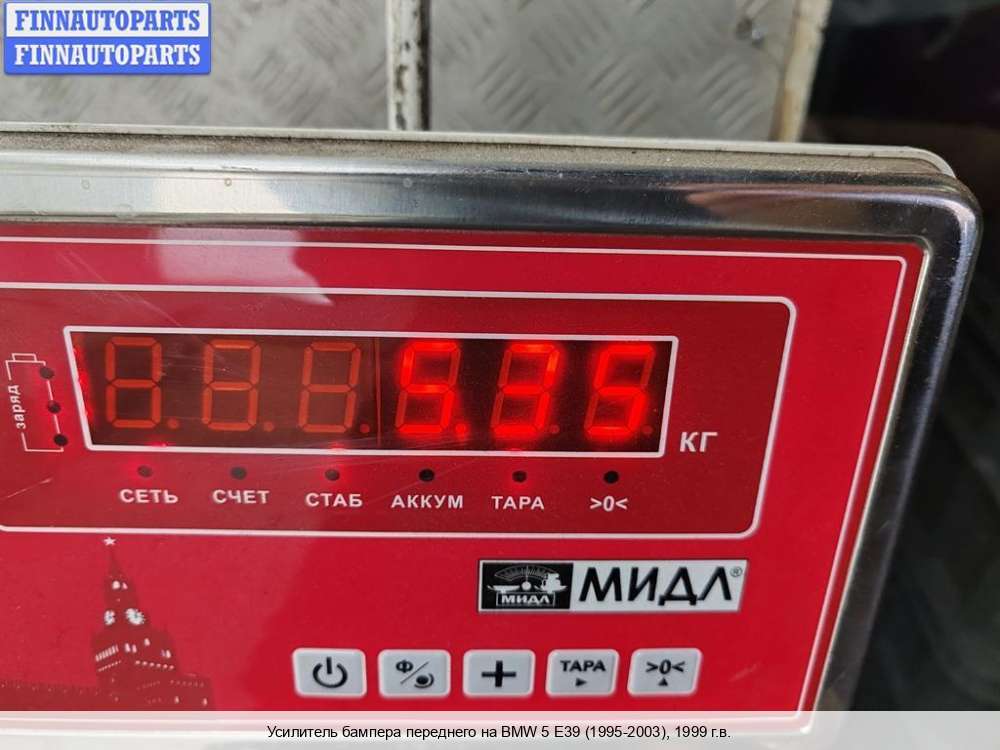 FINNAUTOPARTS
FINNAUTOPARTS
заряд
5.35
КГ
СЕТЬ СЧЕТ СТАБ АККУМ ТАРА >0<
МИДЛ МИДЛ®
Ф ТАРА >0<
Усилитель бампера переднего на BMW 5 E39 (1995-2003), 1999 г.в.